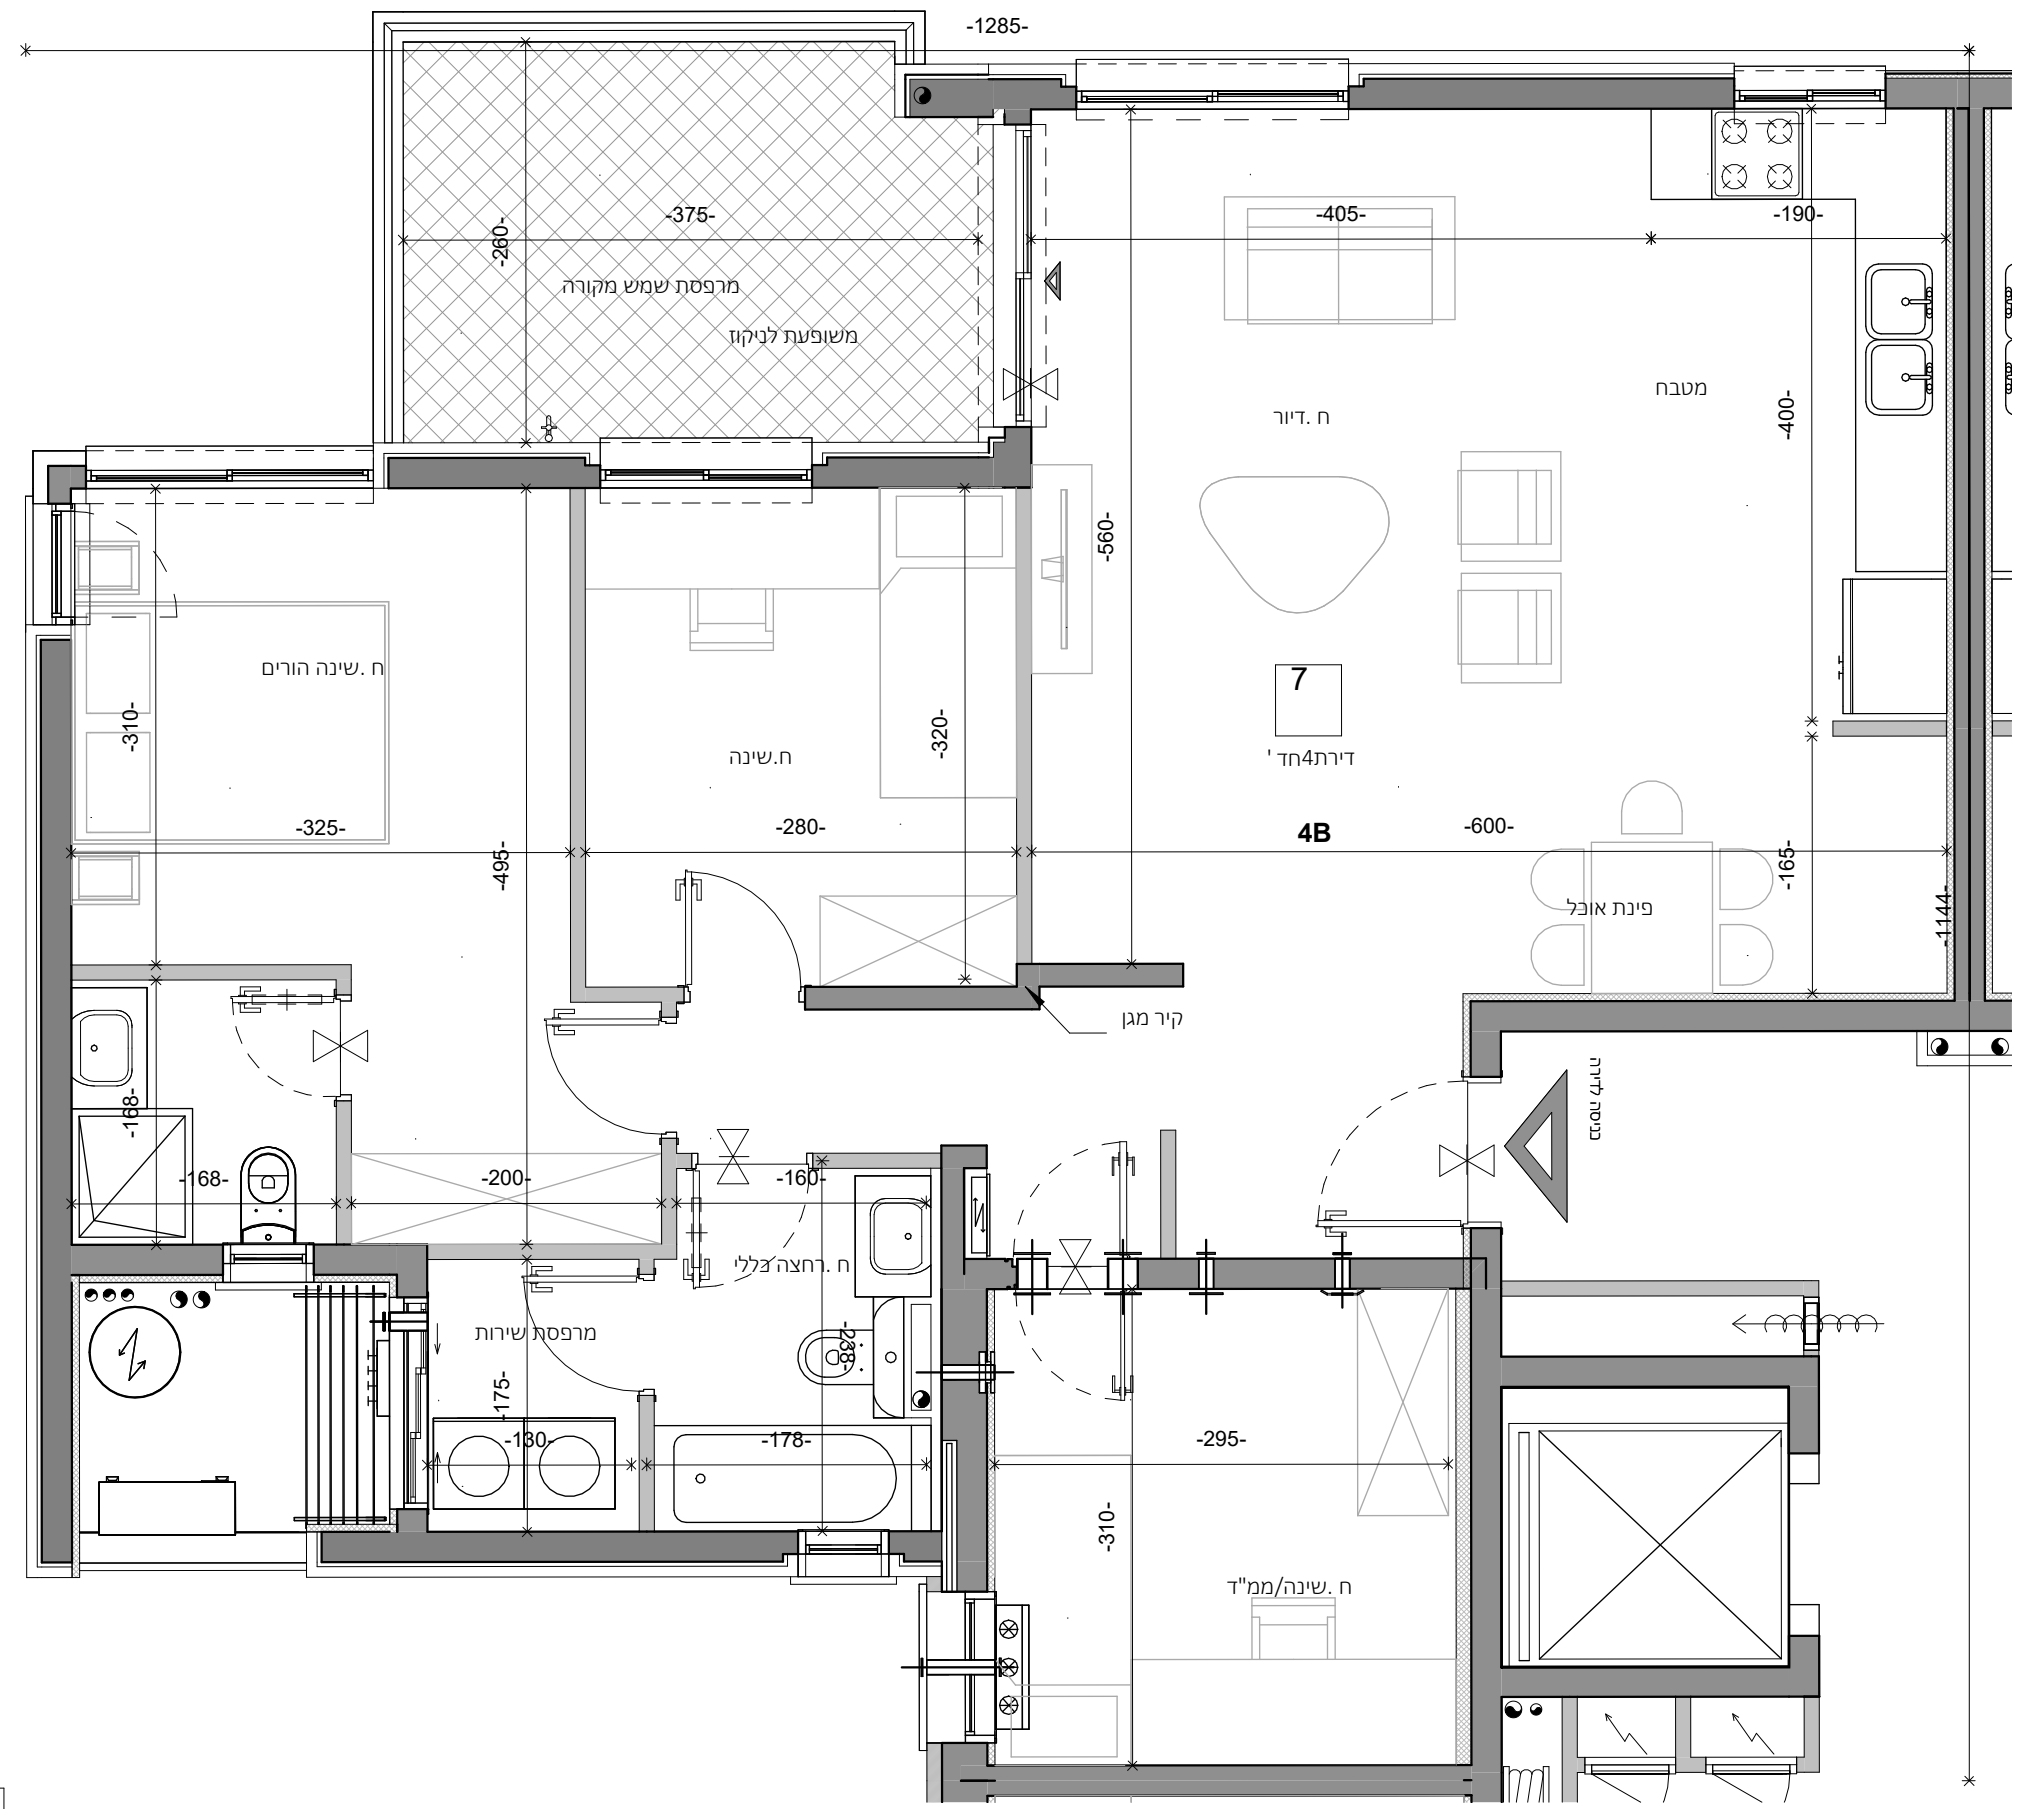 -1285-
-375-
-260-
מרפסת שמש מקורה
משופעת לניקוז
-405-
-190-
מטבח
ח .דיור
-400-
-560-
7
דירת4חד '
4B
-600-
-165-
פינת אוכל
-1144-
ח .שינה הורים
-310-
-325-
-495-
ח.שינה
-320-
-280-
קיר מגן
כניסה לדירה
-168-
-168-
-200-
-160-
ח .רחצה כללי
מרפסת שירות
-238-
-175-
-130-
-178-
-295-
-310-
ח .שינה/ממ"ד